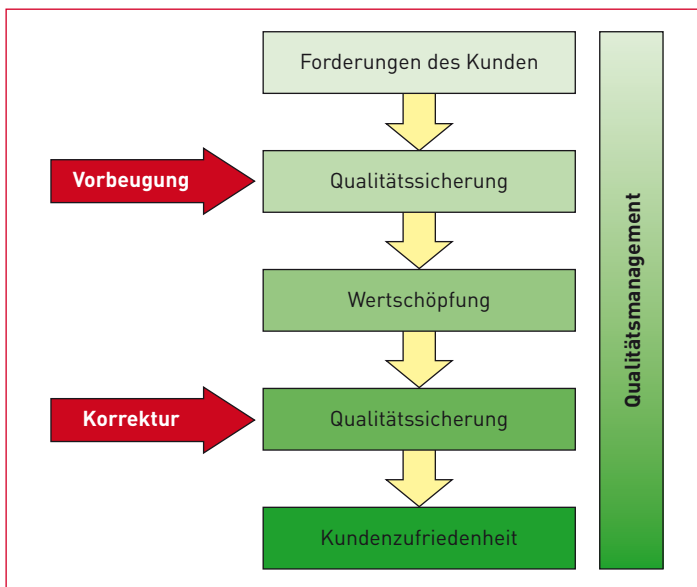 Forderungen des Kunden
Vorbeugung
Qualitätssicherung
Wertschöpfung
Korrektur
Qualitätssicherung
Kundenzufriedenheit
Qualitätsmanagement